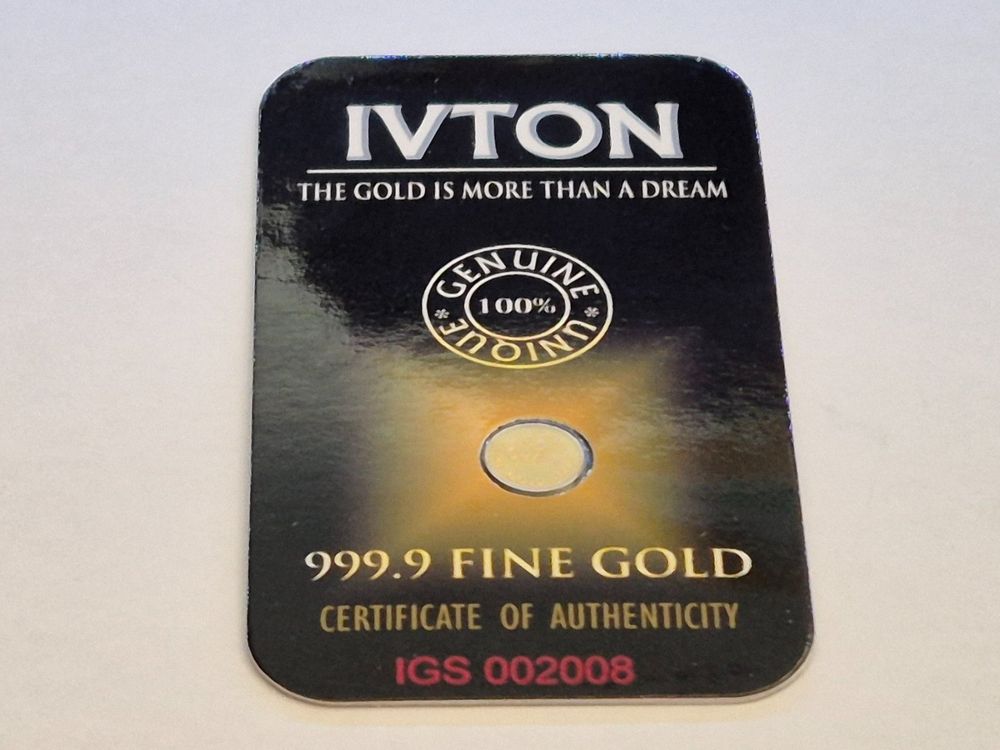 IVTON
THE GOLD IS MORE THAN A DREAM
GENUINE
100%
* UNIQUE *
999.9 FINE GOLD
CERTIFICATE OF AUTHENTICITY
IGS 002008